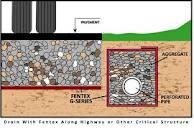 PAVEMENT
AGGREGATE
FENTEX
G-SERIES
PERFORATED
PIPE
Drain With Fentex Along Highway or Other Critical Structure